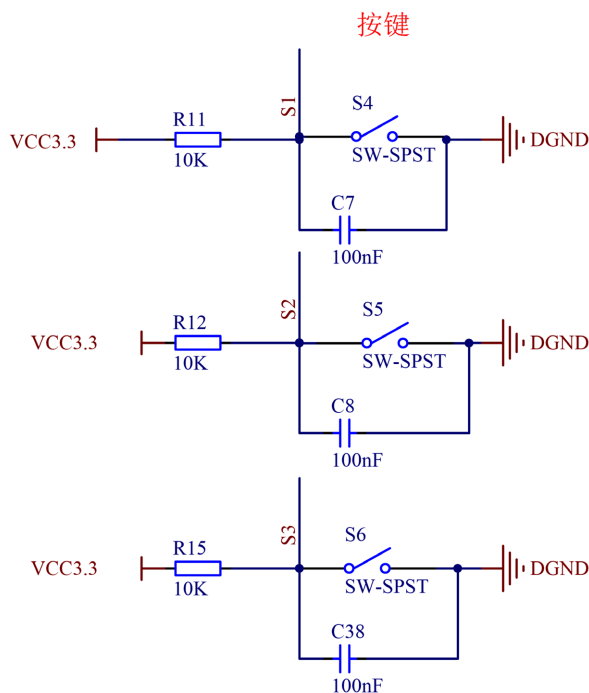 按键
S1
S4
R11
VCC3.3
DGND
10K
SW-SPST
C7
100nF
S2
S5
R12
VCC3.3
DGND
10K
SW-SPST
C8
100nF
S3
S6
R15
VCC3.3
DGND
10K
SW-SPST
C38
100nF